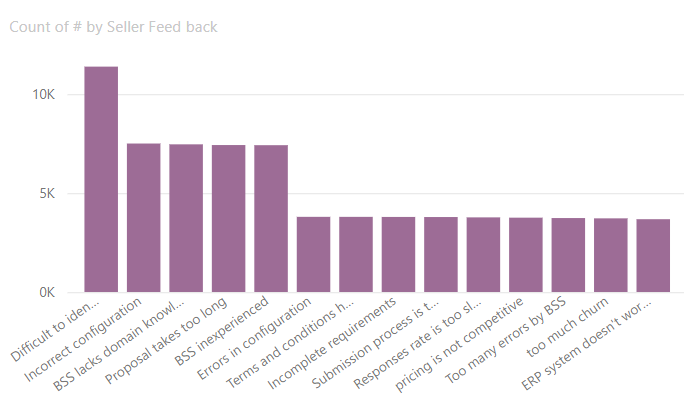 Count of # by Seller Feed back
10K
5K
0K
Difficult to iden...
Incorrect configuration
BSS lacks domain knowl...
Proposal takes too long
BSS inexperienced
Errors in configuration
Terms and conditions h...
Incomplete requirements
Submission process is t...
Responses rate is too sl...
pricing is not competitive
Too many errors by BSS
too much churn
ERP system doesn't wor...